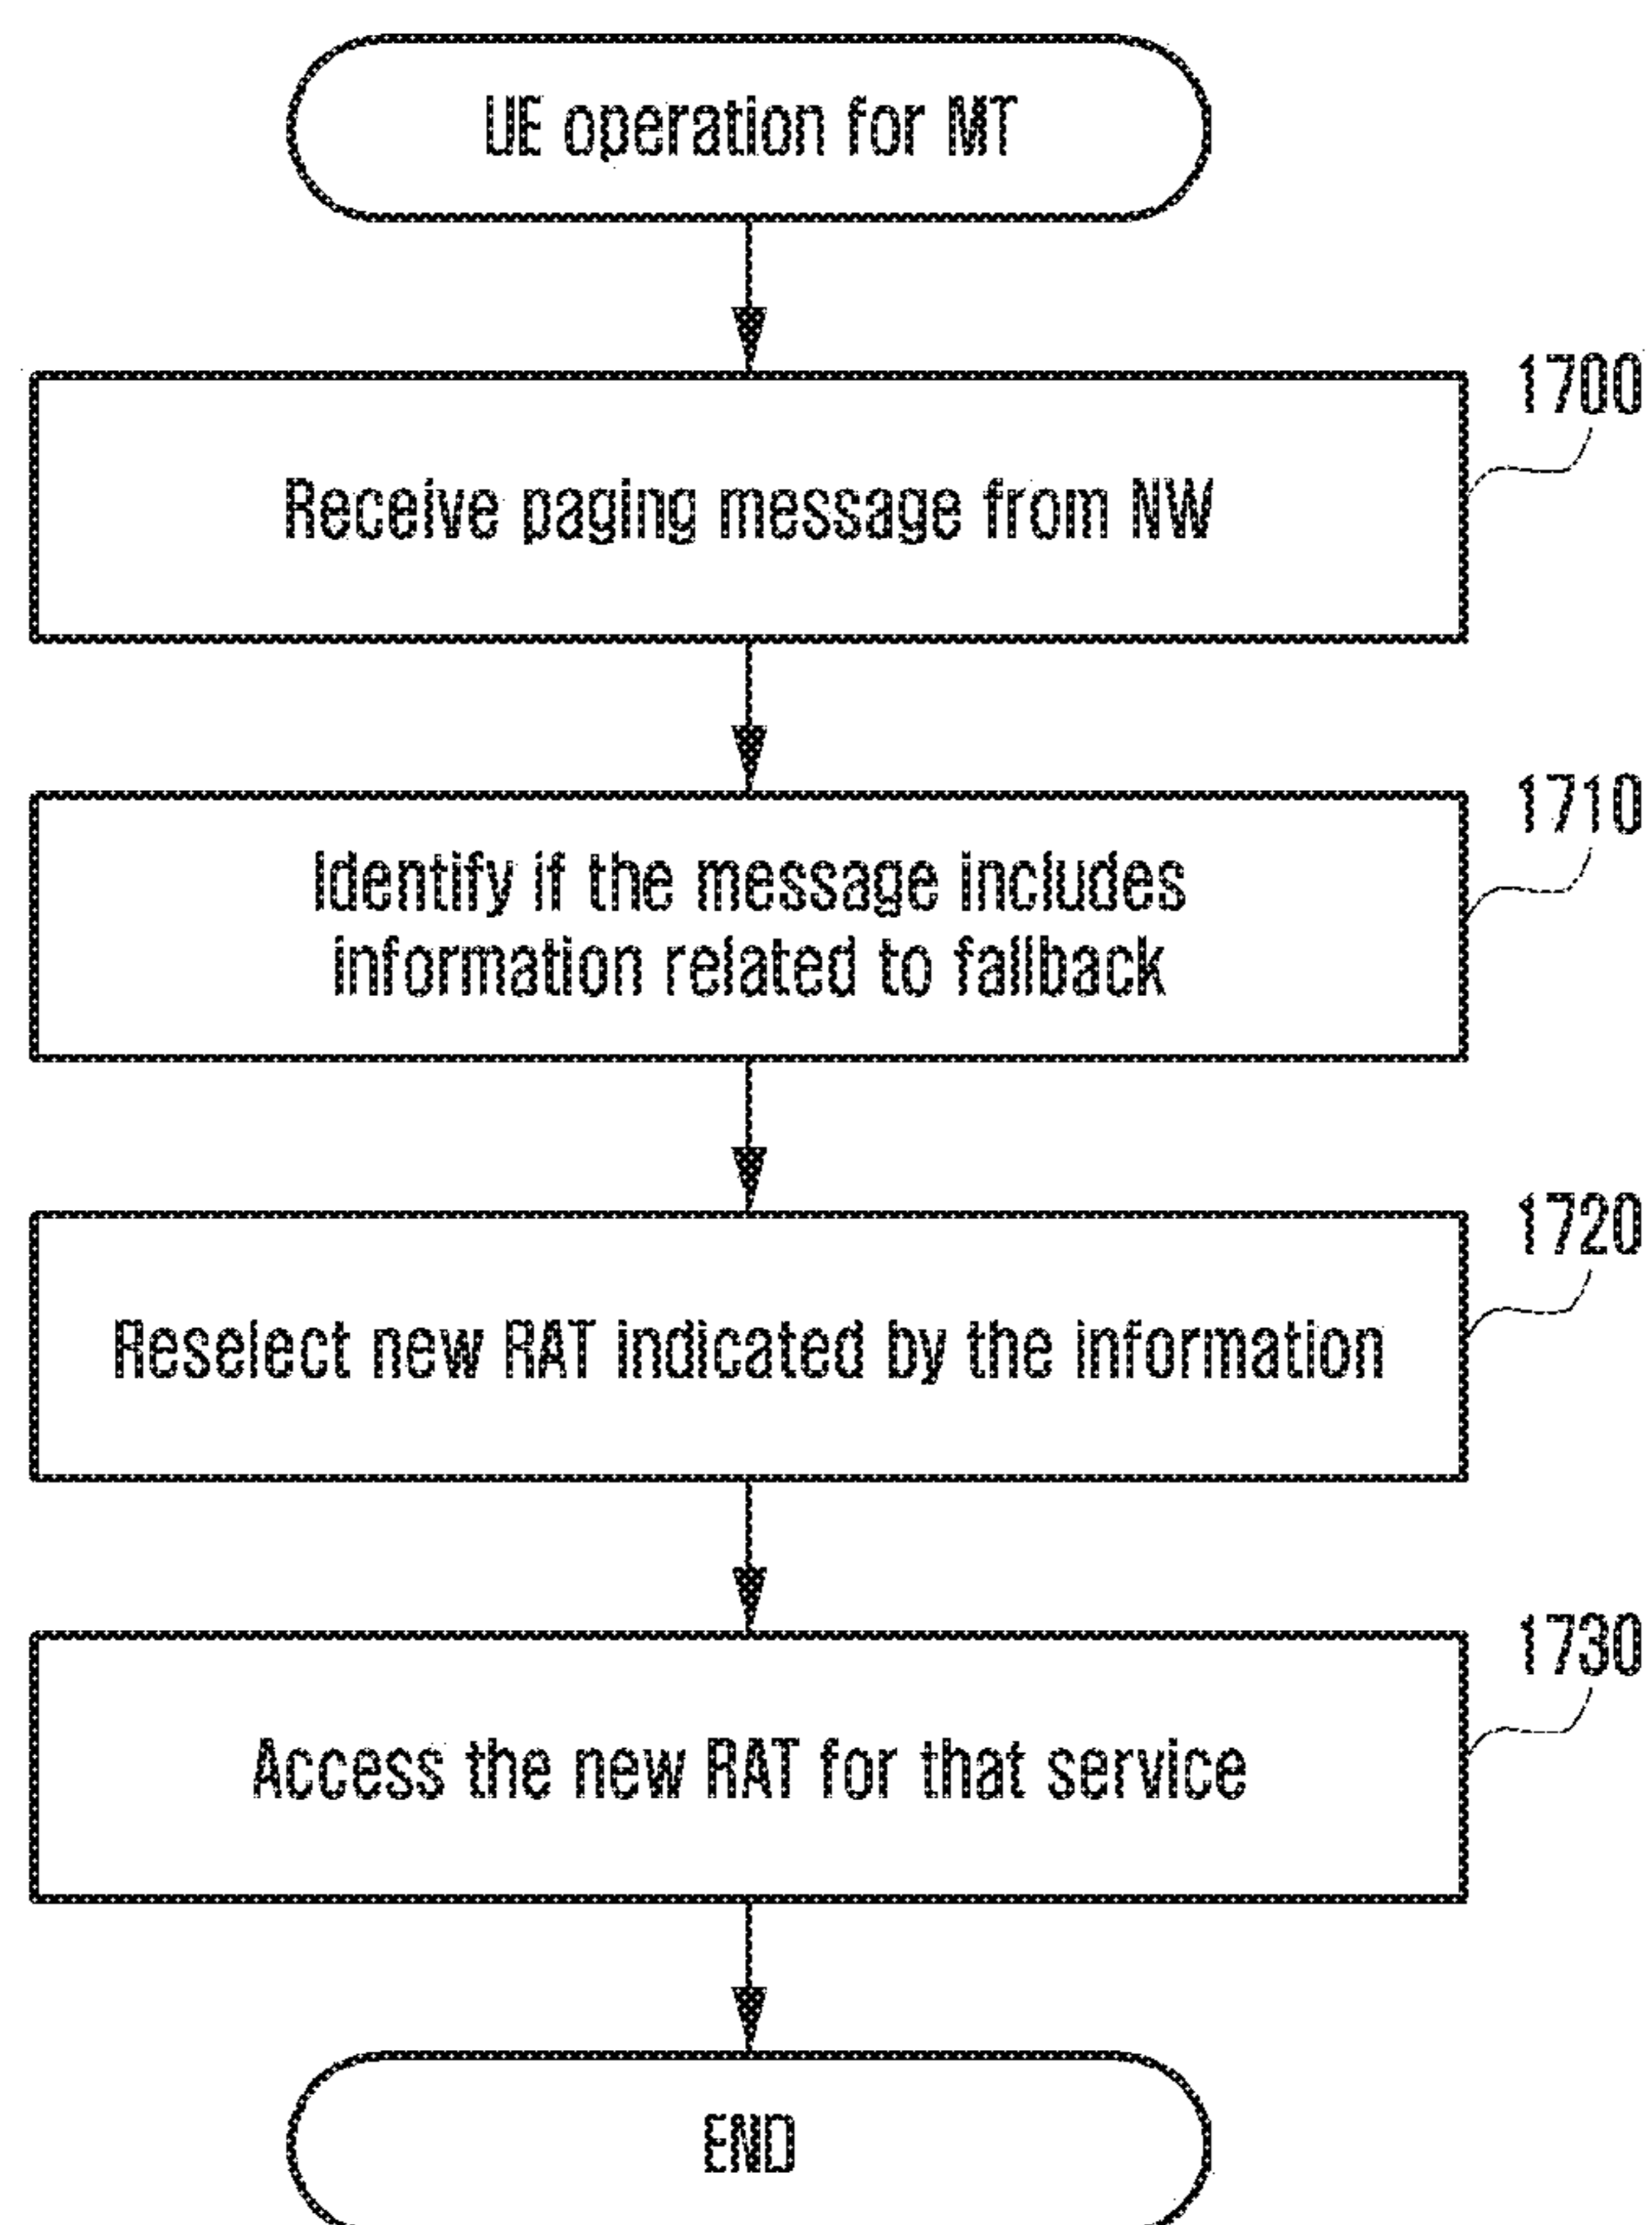 UE operation for MT
1700
Receive paging message from NW
1710
Identify if the message includes
information related to fallback
1720
Reselect new RAT indicated by the information
1730
Access the new RAT for that service
END